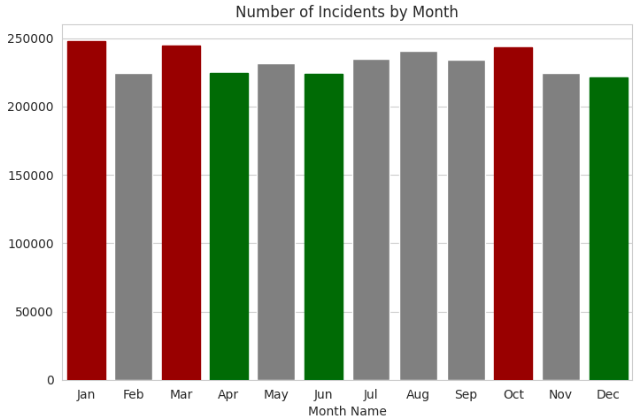 Number of Incidents by Month
250000
200000
150000
100000
50000
0
Jan Feb Mar Apr May Jun Jul Aug Sep Oct Nov Dec
Month Name